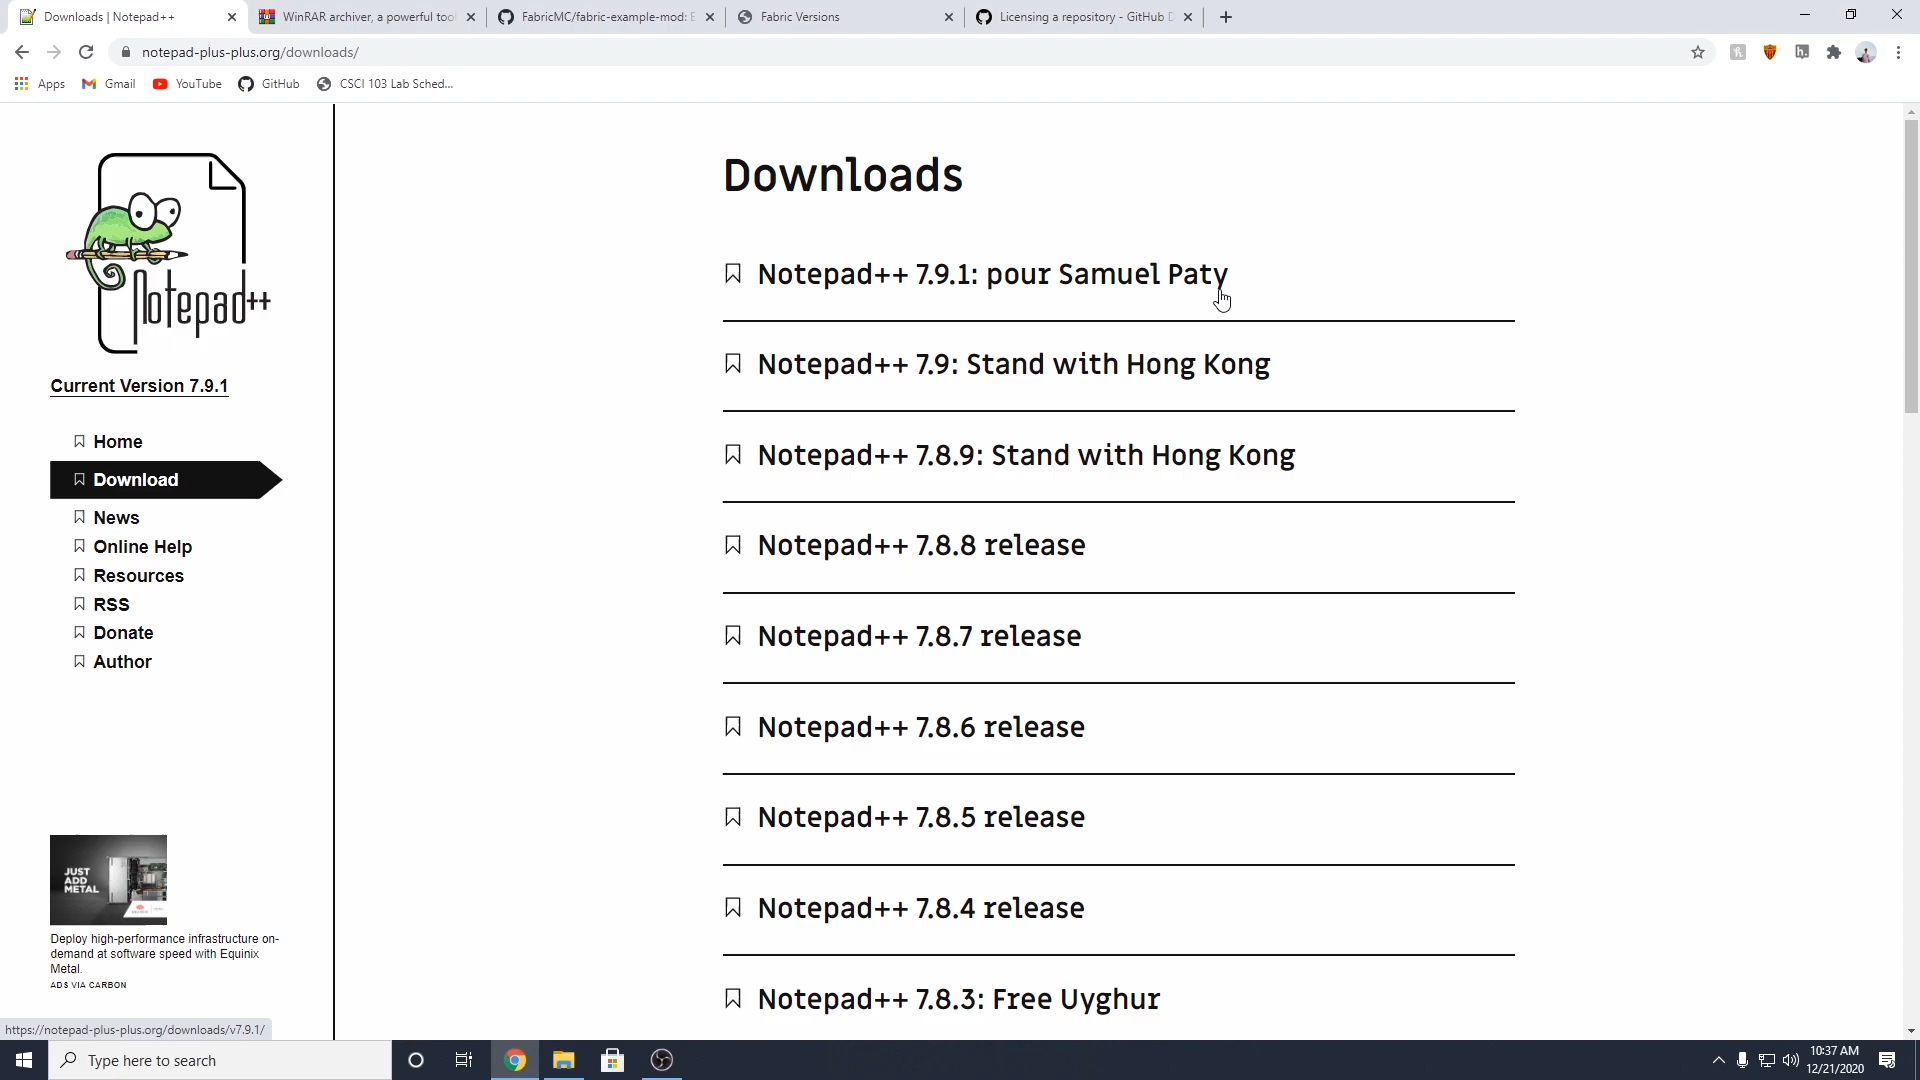 Downloads | Notepad++
WinRAR archiver, a powerful tool
FabricMC/fabric-example-mod: E
Fabric Versions
Licensing a repository - GitHub D
notepad-plus-plus.org/downloads/
Apps
Gmail
YouTube
GitHub
CSCI 103 Lab Sched...
Notepad++
Current Version 7.9.1
Home
Download
News
Online Help
Resources
RSS
Donate
Author
JUST
ADD
METAL
Deploy high-performance infrastructure on-
demand at software speed with Equinix
Metal.
ADS VIA CARBON
Downloads
Notepad++ 7.9.1: pour Samuel Paty
Notepad++ 7.9: Stand with Hong Kong
Notepad++ 7.8.9: Stand with Hong Kong
Notepad++ 7.8.8 release
Notepad++ 7.8.7 release
Notepad++ 7.8.6 release
Notepad++ 7.8.5 release
Notepad++ 7.8.4 release
Notepad++ 7.8.3: Free Uyghur
https://notepad-plus-plus.org/downloads/v7.9.1/
Type here to search
10:37 AM
12/21/2020